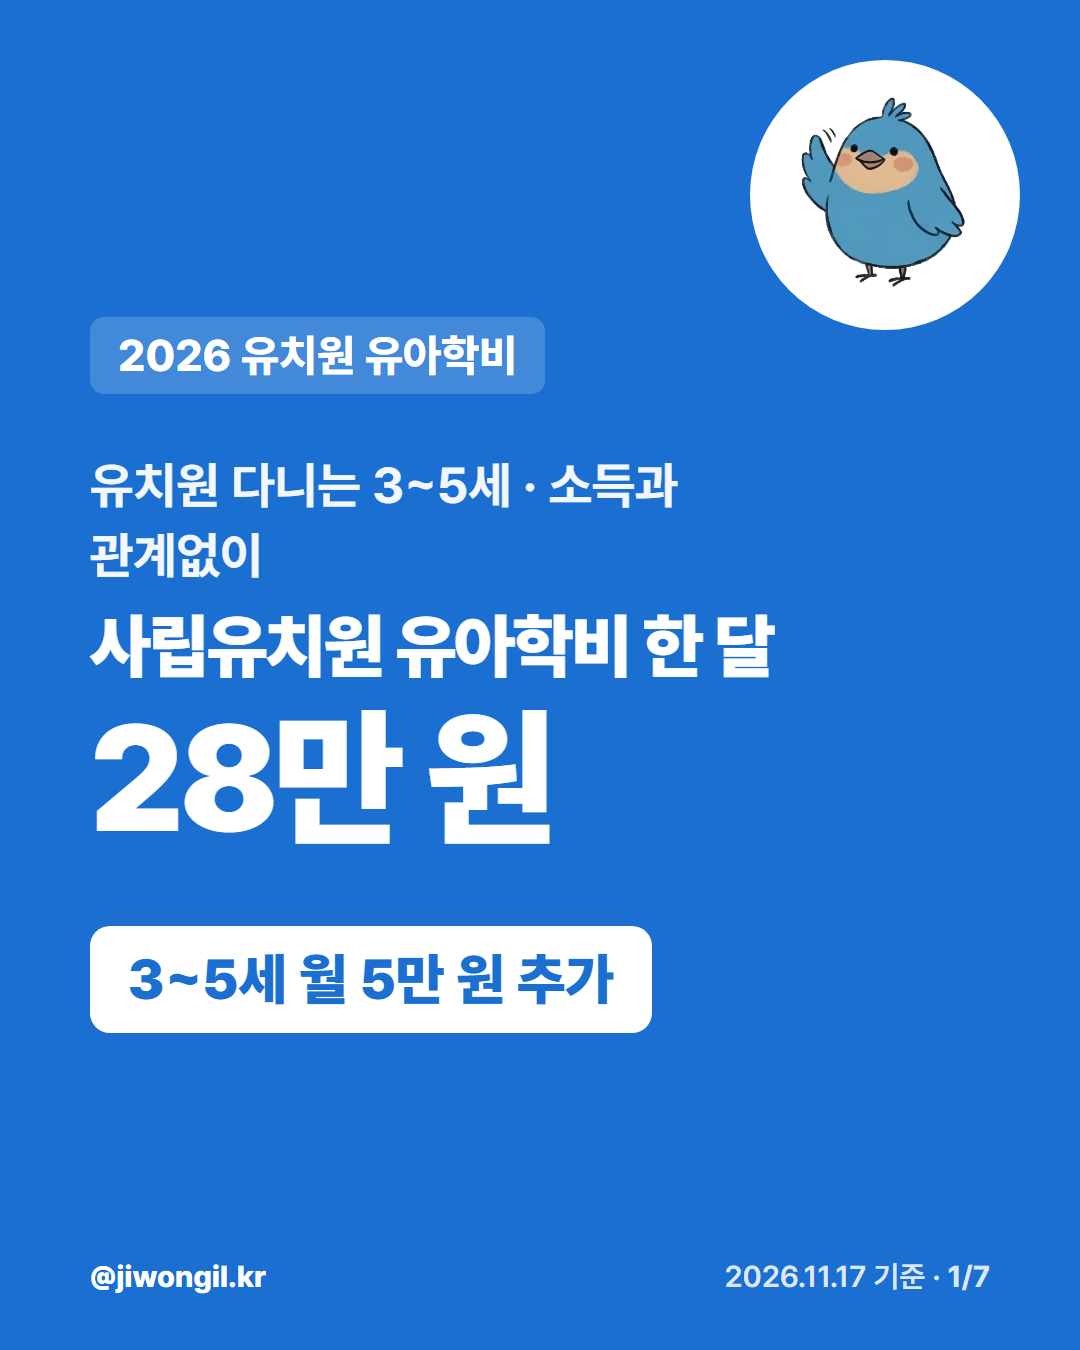 2026 유치원 유아학비
유치원 다니는 3~5세 · 소득과
관계없이
사립유치원 유아학비 한 달
28만 원
3~5세 월 5만 원 추가
@jiwongil.kr
2026.11.17 기준 · 1/7